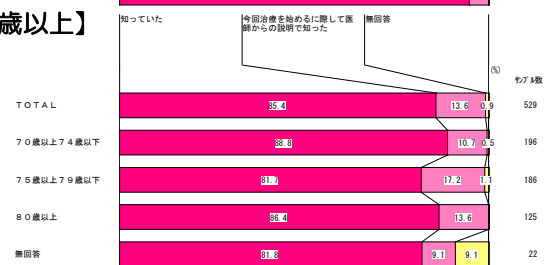 歳以上】
知っていた
今回治療を始めるに際して医
師からの説明で知った
無回答
(%)
サンプル数
TOTAL 85.4 13.6 0.9 529
70歳以上74歳以下 88.8 10.7 0.5 196
75歳以上79歳以下 81.7 17.2 1.1 186
80歳以上 86.4 13.6 125
無回答 81.8 9.1 9.1 22